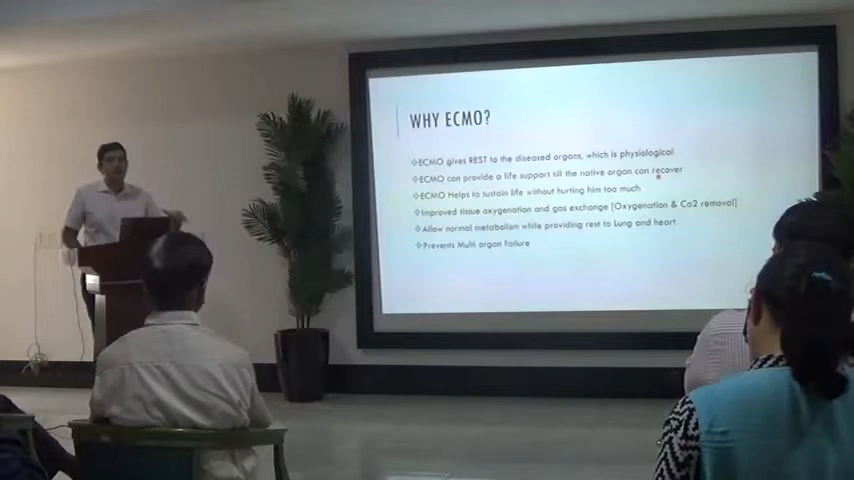 WHY ECMO?
❖ECMO gives REST to the diseased organs, which is physiological
❖ECMO can provide a life support till the native organ can recover
❖ECMO Helps to sustain life without hurting him too much
❖Improved tissue oxygenation and gas exchange [Oxygenation & Co2 removal]
❖Allow normal metabolism while providing rest to Lung and heart
❖Prevents Multi organ failure